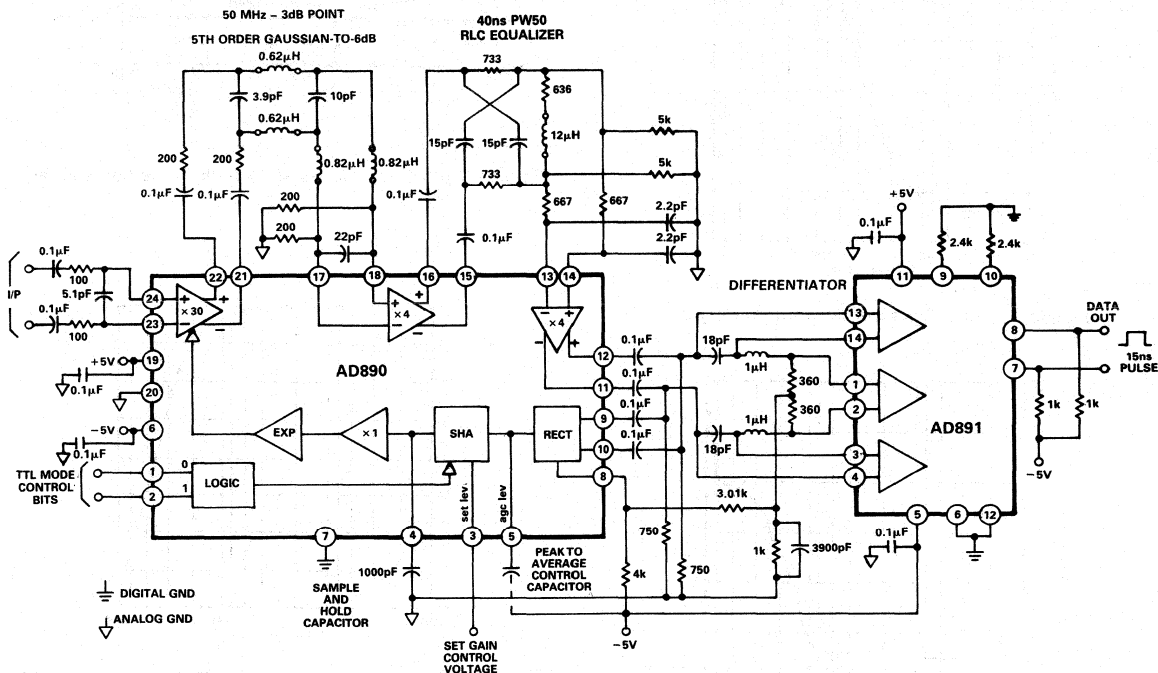 50 MHz – 3dB POINT
5TH ORDER GAUSSIAN-TO-6dB
40ns PW50
RLC EQUALIZER
0.62µH
3.9pF
10pF
0.62µH
200
200
0.82µH
0.82µH
0.1µF
0.1µF
200
200
22pF
733
636
15pF
15pF
12µH
5k
5k
733
0.1µF
667
667
2.2pF
2.2pF
0.1µF
+5V
0.1µF
2.4k
2.4k
I/P
0.1µF
100
5.1pF
0.1µF
100
22
21
17
18
16
15
13
14
24
23
+
–
×30
+
–
+
–
×4
+
–
–
+
×4
–
+
19
+5V
0.1µF
20
6
–5V
0.1µF
TTL MODE
CONTROL
BITS
1
2
0
1
LOGIC
AD890
EXP
×1
SHA
RECT
set lev
agc lev
12
11
9
10
8
0.1µF
0.1µF
0.1µF
0.1µF
7
4
3
5
1000pF
SAMPLE
AND
HOLD
CAPACITOR
PEAK TO
AVERAGE
CONTROL
CAPACITOR
SET GAIN
CONTROL
VOLTAGE
DIGITAL GND
ANALOG GND
4k
750
750
3.01k
1k
3900pF
–5V
DIFFERENTIATOR
18pF
1µH
360
360
1µH
18pF
11
9
10
13
14
1
2
3
4
AD891
8
7
5
6
12
0.1µF
DATA
OUT
15ns
PULSE
1k
1k
–5V